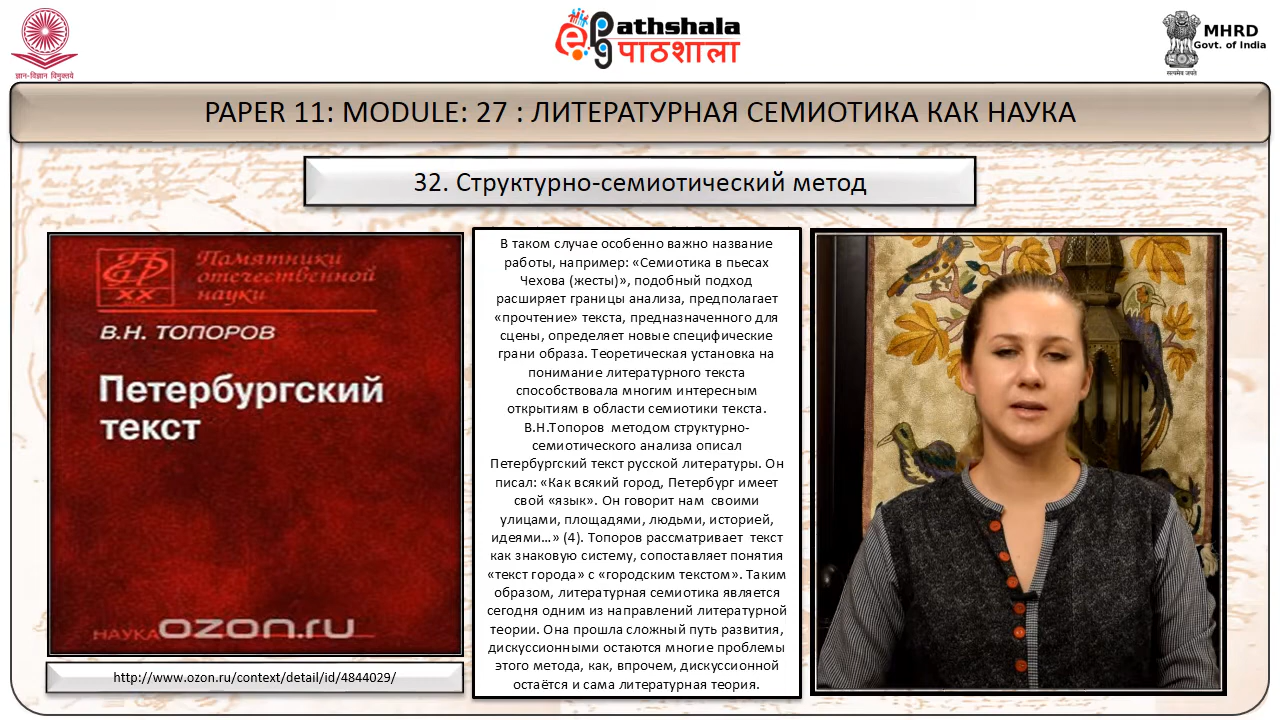 ज्ञान-विज्ञान विमुक्तये
ePathshala
पाठशाला
MHRD
Govt. of India
सत्यमेव जयते
PAPER 11: MODULE: 27 : ЛИТЕРАТУРНАЯ СЕМИОТИКА КАК НАУКА
32. Структурно-семиотический метод
Памятники
отечественной
науки
XX
В.Н. ТОПОРОВ
Петербургский
текст
НАУКА
OZON.RU
http://www.ozon.ru/context/detail/id/4844029/
В таком случае особенно важно название
работы, например: «Семиотика в пьесах
Чехова (жесты)», подобный подход
расширяет границы анализа, предполагает
«прочтение» текста, предназначенного для
сцены, определяет новые специфические
грани образа. Теоретическая установка на
понимание литературного текста
способствовала многим интересным
открытиям в области семиотики текста.
В.Н.Топоров методом структурно-
семиотического анализа описал
Петербургский текст русской литературы. Он
писал: «Как всякий город, Петербург имеет
свой «язык». Он говорит нам своими
улицами, площадями, людьми, историей,
идеями…» (4). Топоров рассматривает текст
как знаковую систему, сопоставляет понятия
«текст города» с «городским текстом». Таким
образом, литературная семиотика является
сегодня одним из направлений литературной
теории. Она прошла сложный путь развития,
дискуссионными остаются многие проблемы
этого метода, как, впрочем, дискуссионной
остаётся и сама литературная теория.